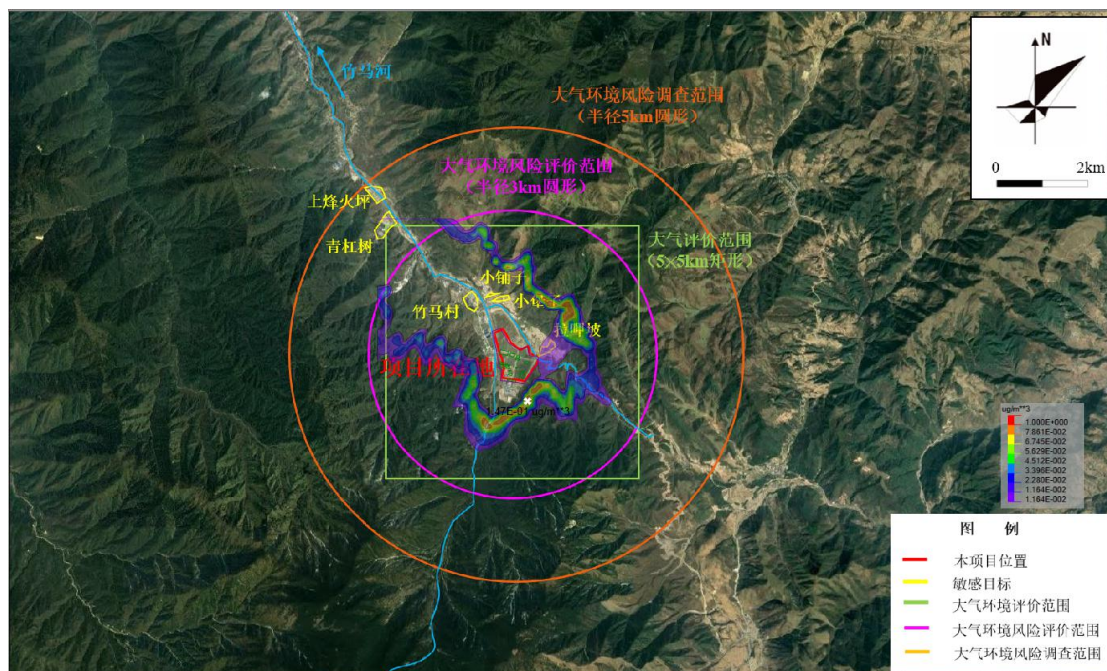 N
0 2km
竹马河
大气环境风险调查范围
（半径5km圆形）
大气环境风险评价范围
（半径3km圆形）
上烽火坪
青杠树
大气评价范围
（5×5km矩形）
小铺子
竹马村
项目所在地
1.47E-01 ug/m**3
ug/m**3
1.000E+000
7.861E-002
6.745E-002
5.629E-002
4.512E-002
3.396E-002
2.280E-002
1.164E-002
1.164E-002
图 例
本项目位置
敏感目标
大气环境评价范围
大气环境风险评价范围
大气环境风险调查范围